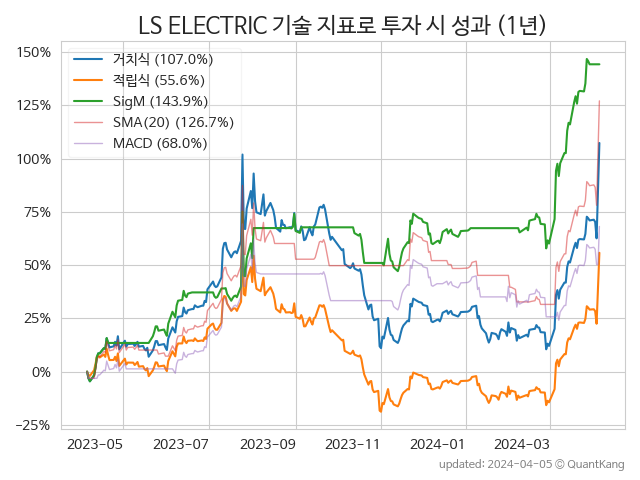 LS ELECTRIC 기술 지표로 투자 시 성과 (1년)
150%
125%
100%
75%
50%
25%
0%
−25%
거치식 (107.0%)
적립식 (55.6%)
SigM (143.9%)
SMA(20) (126.7%)
MACD (68.0%)
2023-05 2023-07 2023-09 2023-11 2024-01 2024-03
updated: 2024-04-05 © QuantKang